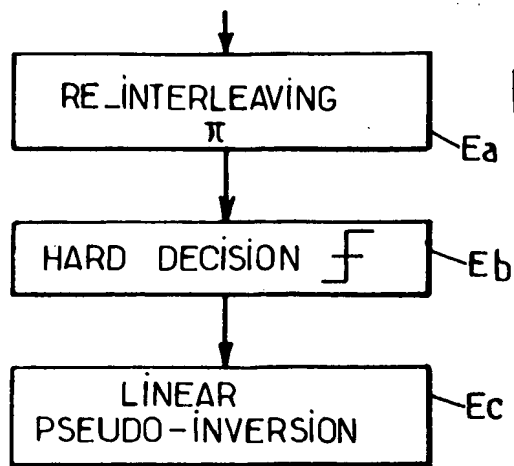 RE_INTERLEAVING
π
Ea
HARD DECISION
Eb
LINEAR
PSEUDO-INVERSION
Ec